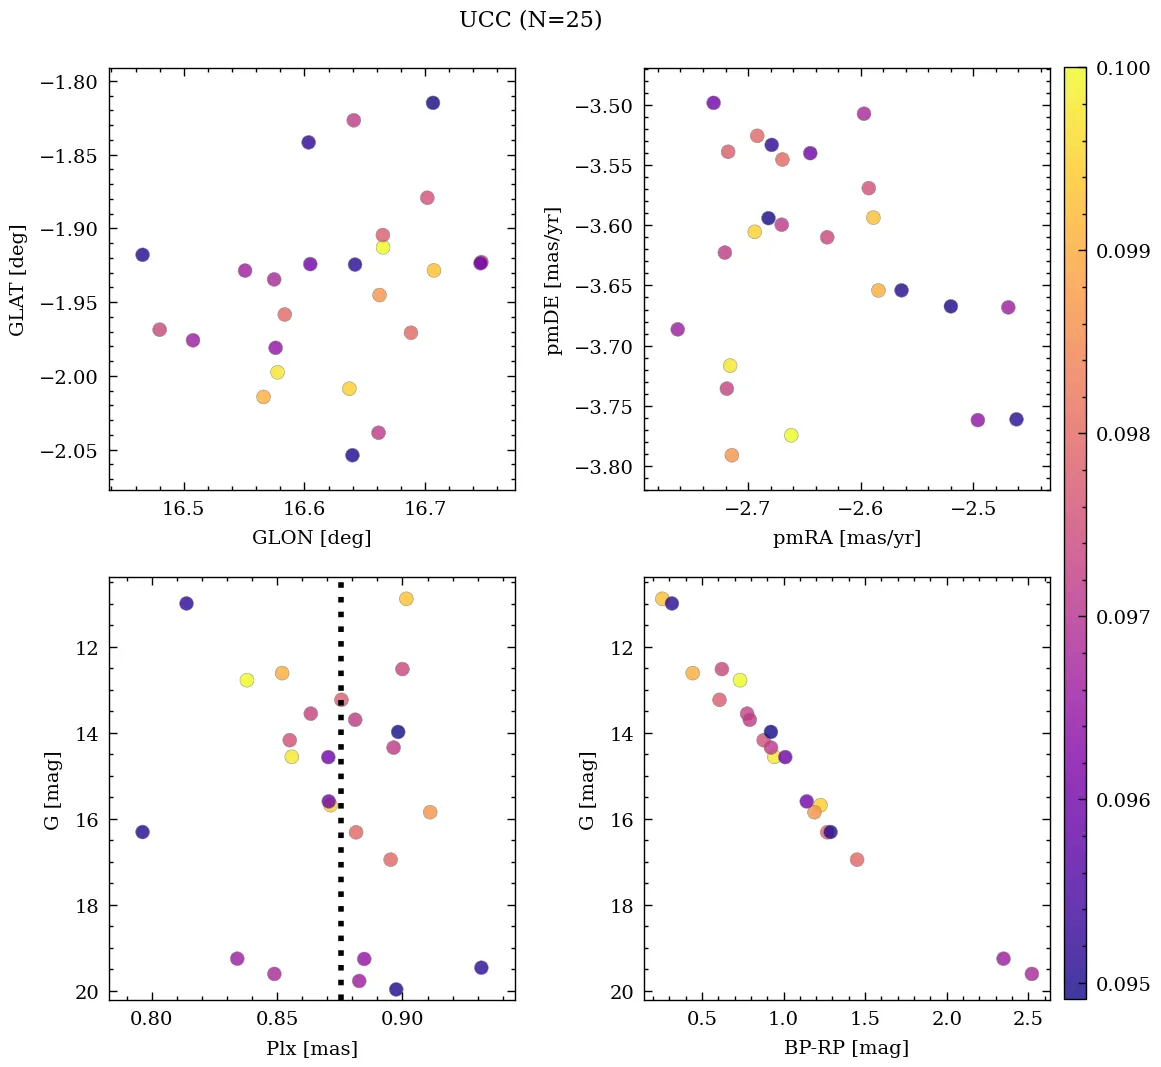 UCC (N=25)
−1.80
−1.85
−1.90
−1.95
−2.00
−2.05
GLAT [deg]
16.5 16.6 16.7
GLON [deg]
−3.50
−3.55
−3.60
−3.65
−3.70
−3.75
−3.80
pmDE [mas/yr]
−2.7 −2.6 −2.5
pmRA [mas/yr]
12
14
16
18
20
G [mag]
0.80 0.85 0.90
Plx [mas]
12
14
16
18
20
G [mag]
0.5 1.0 1.5 2.0 2.5
BP-RP [mag]
0.100
0.099
0.098
0.097
0.096
0.095